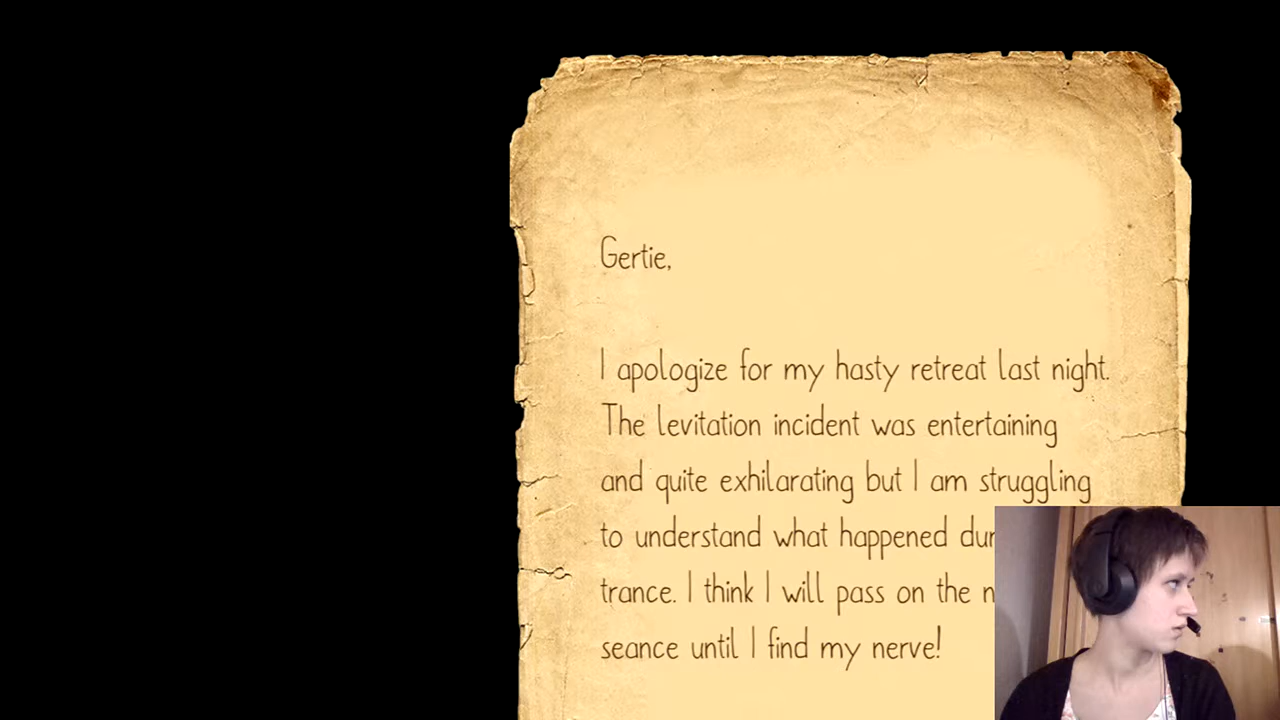 Gertie,
I apologize for my hasty retreat last night.
The levitation incident was entertaining
and quite exhilarating but I am struggling
to understand what happened
trance. I think I will pass on the
seance until I find my nerve!